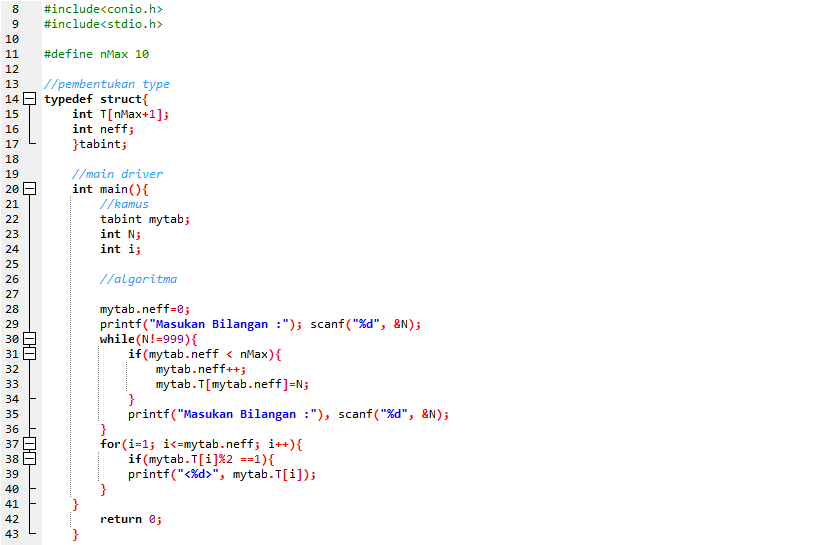 8 #include<conio.h>
9 #include<stdio.h>
10
11 #define nMax 10
12
13 //pembentukan type
14 typedef struct{
15 int T[nMax+1];
16 int neff;
17 }tabint;
18
19 //main driver
20 int main(){
21 //kamus
22 tabint mytab;
23 int N;
24 int i;
25
26 //algoritma
27
28 mytab.neff=0;
29 printf("Masukan Bilangan :"); scanf("%d", &N);
30 while(N!=999){
31 if(mytab.neff < nMax){
32 mytab.neff++;
33 mytab.T[mytab.neff]=N;
34 }
35 printf("Masukan Bilangan :"), scanf("%d", &N);
36 }
37 for(i=1; i<=mytab.neff; i++){
38 if(mytab.T[i]%2 ==1){
39 printf("<%d>", mytab.T[i]);
40 }
41 }
42 return 0;
43 }